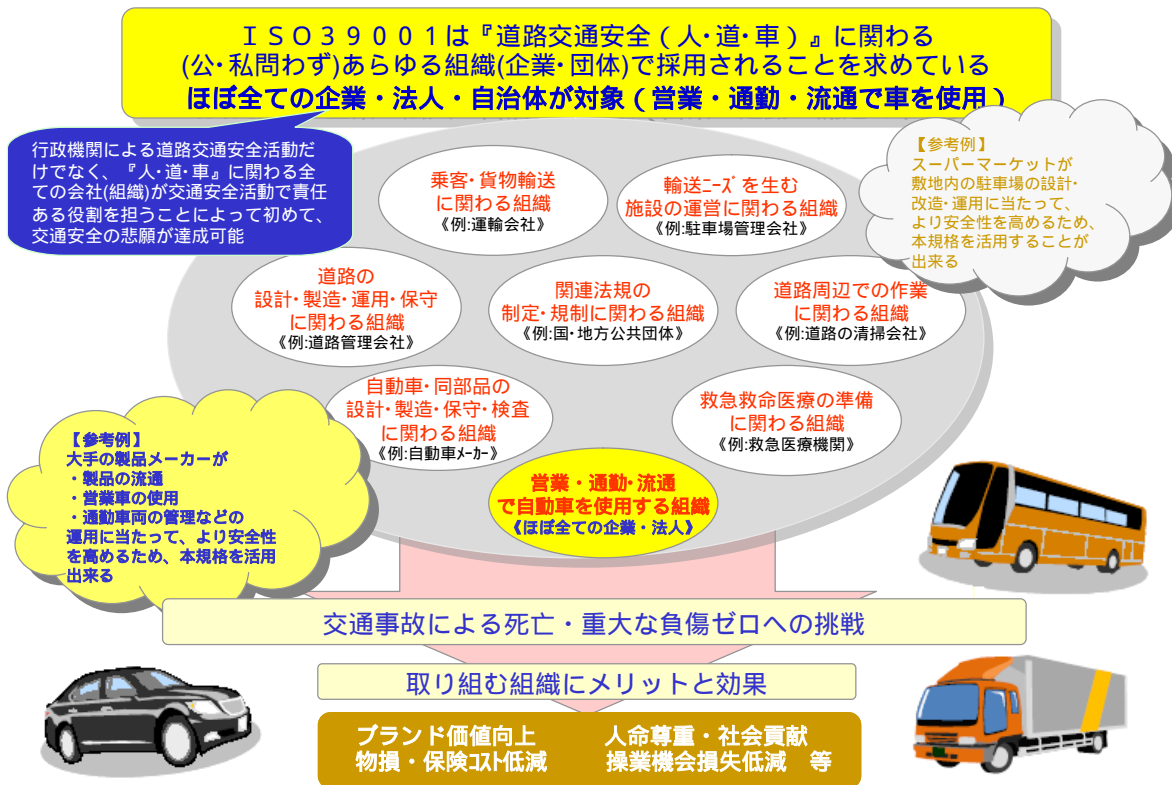 ＩＳＯ３９００１は『道路交通安全（人･道･車）』に関わる
(公･私問わず)あらゆる組織(企業･団体)で採用されることを求めている
ほぼ全ての企業・法人・自治体が対象（営業・通勤・流通で車を使用）
行政機関による道路交通安全活動だ
けでなく、『人･道･車』に関わる全
ての会社(組織)が交通安全活動で責任
ある役割を担うことによって初めて、
交通安全の悲願が達成可能
【参考例】
スーパーマーケットが
敷地内の駐車場の設計･
改造･運用に当たって、
より安全性を高めるため、
本規格を活用することが
出来る
乗客･貨物輸送
に関わる組織
《例:運輸会社》
輸送ﾆｰｽﾞを生む
施設の運営に関わる組織
《例:駐車場管理会社》
道路の
設計･製造･運用･保守
に関わる組織
《例:道路管理会社》
関連法規の
制定･規制に関わる組織
《例:国･地方公共団体》
道路周辺での作業
に関わる組織
《例:道路の清掃会社》
自動車･同部品の
設計･製造･保守･検査
に関わる組織
《例:自動車ﾒｰｶｰ》
救急救命医療の準備
に関わる組織
《例:救急医療機関》
営業・通勤･流通
で自動車を使用する組織
《ほぼ全ての企業・法人》
【参考例】
大手の製品メーカーが
・製品の流通
・営業車の使用
・通勤車両の管理などの
運用に当たって、より安全性
を高めるため、本規格を活用
出来る
交通事故による死亡・重大な負傷ゼロへの挑戦
取り組む組織にメリットと効果
ブランド価値向上　人命尊重・社会貢献
物損・保険ｺｽﾄ低減　操業機会損失低減　等